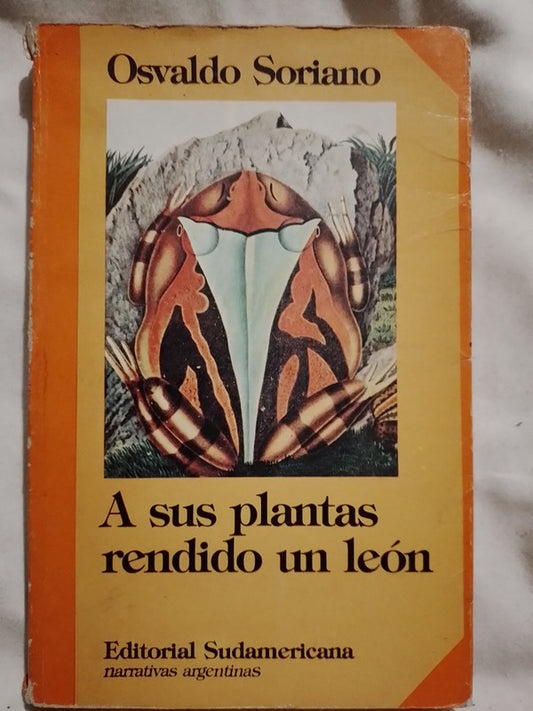 Osvaldo Soriano
A sus plantas
rendido un león
Editorial Sudamericana
narrativas argentinas